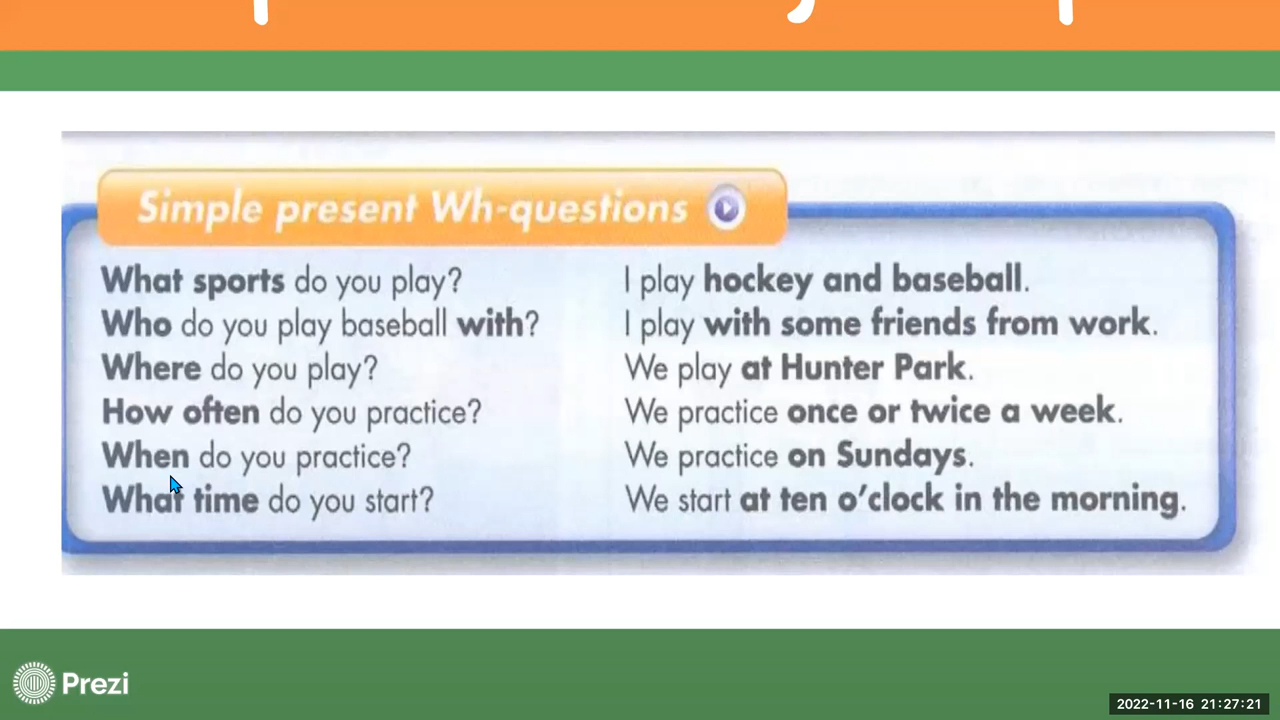 Simple present Wh-questions
What sports do you play? I play hockey and baseball.
Who do you play baseball with? I play with some friends from work.
Where do you play? We play at Hunter Park.
How often do you practice? We practice once or twice a week.
When do you practice? We practice on Sundays.
What time do you start? We start at ten o'clock in the morning.
Prezi
2022-11-16 21:27:21